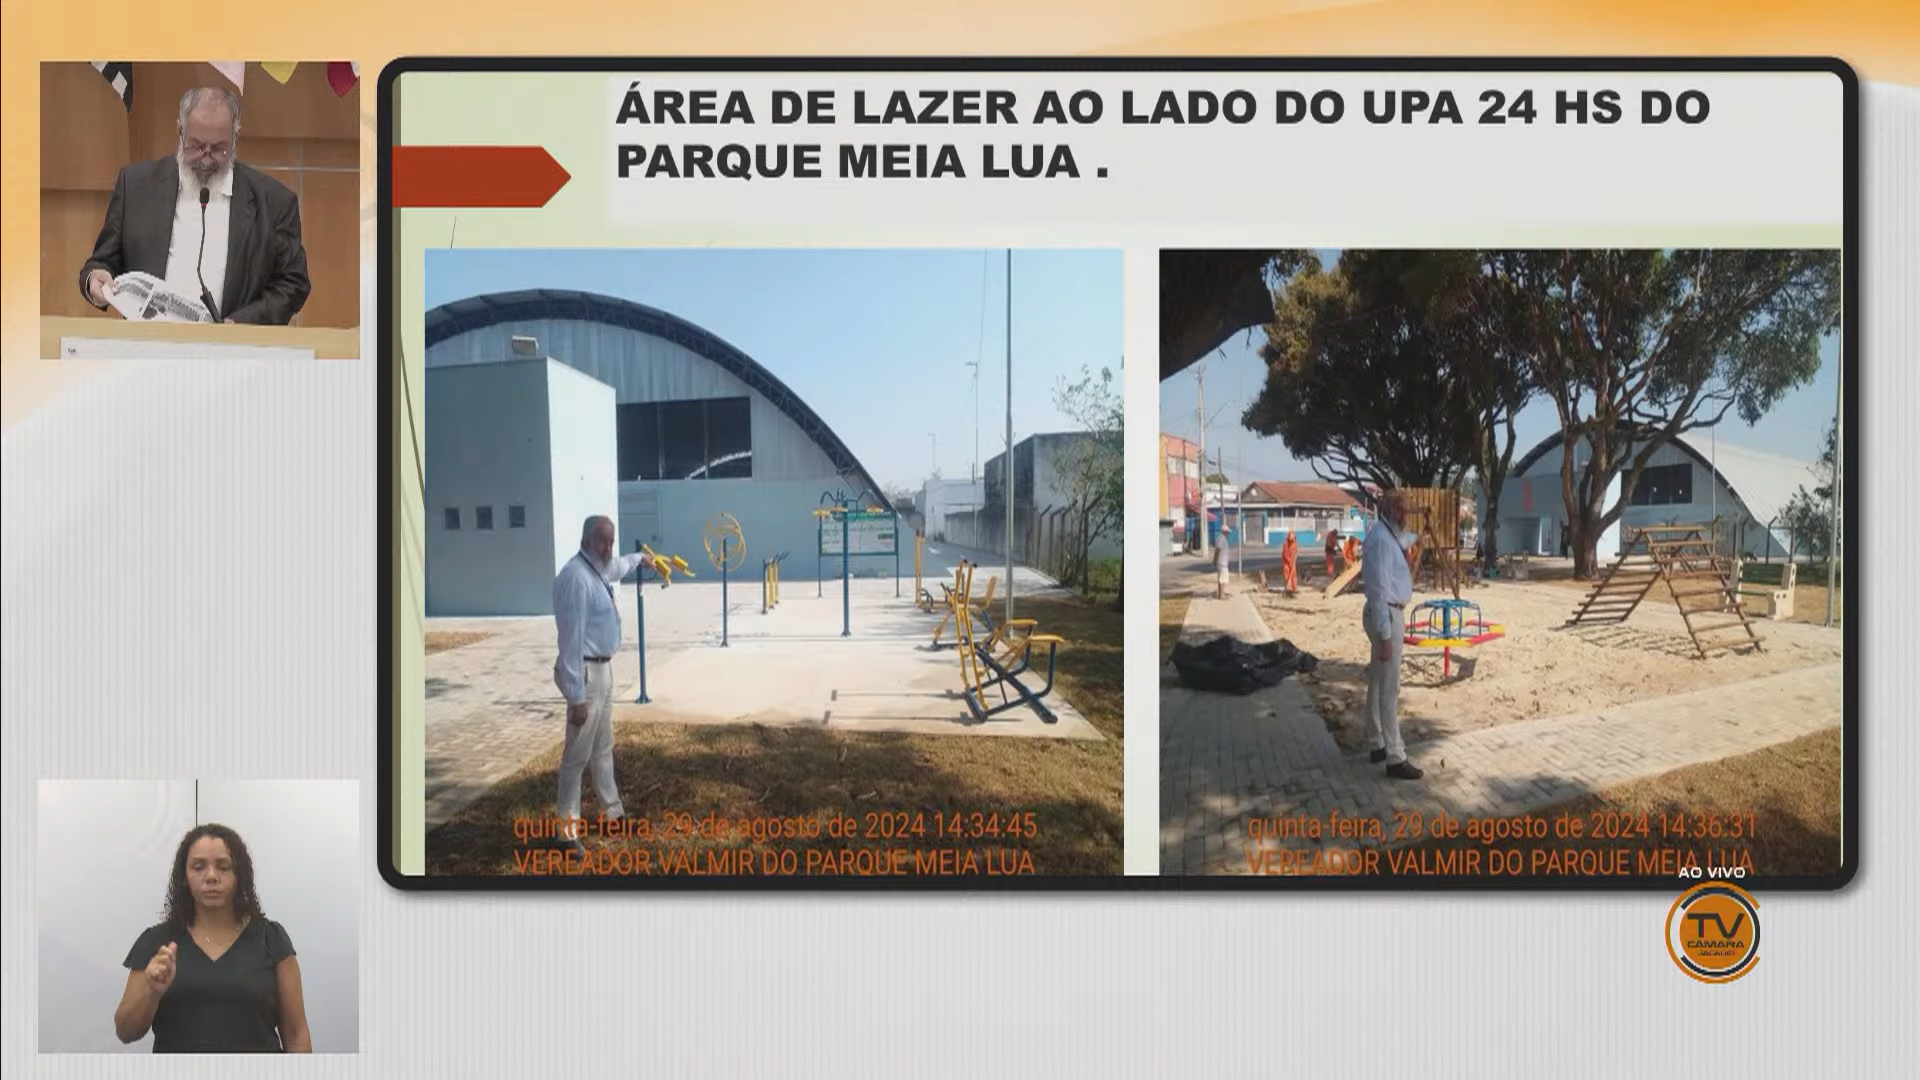 ÁREA DE LAZER AO LADO DO UPA 24 HS DO
PARQUE MEIA LUA .
quinta-feira, 29 de agosto de 2024 14:34:45
VEREADOR VALMIR DO PARQUE MEIA LUA
quinta-feira, 29 de agosto de 2024 14:36:31
VEREADOR VALMIR DO PARQUE MEIA LUA
AO VIVO
TV
CÂMARA
JACAREÍ